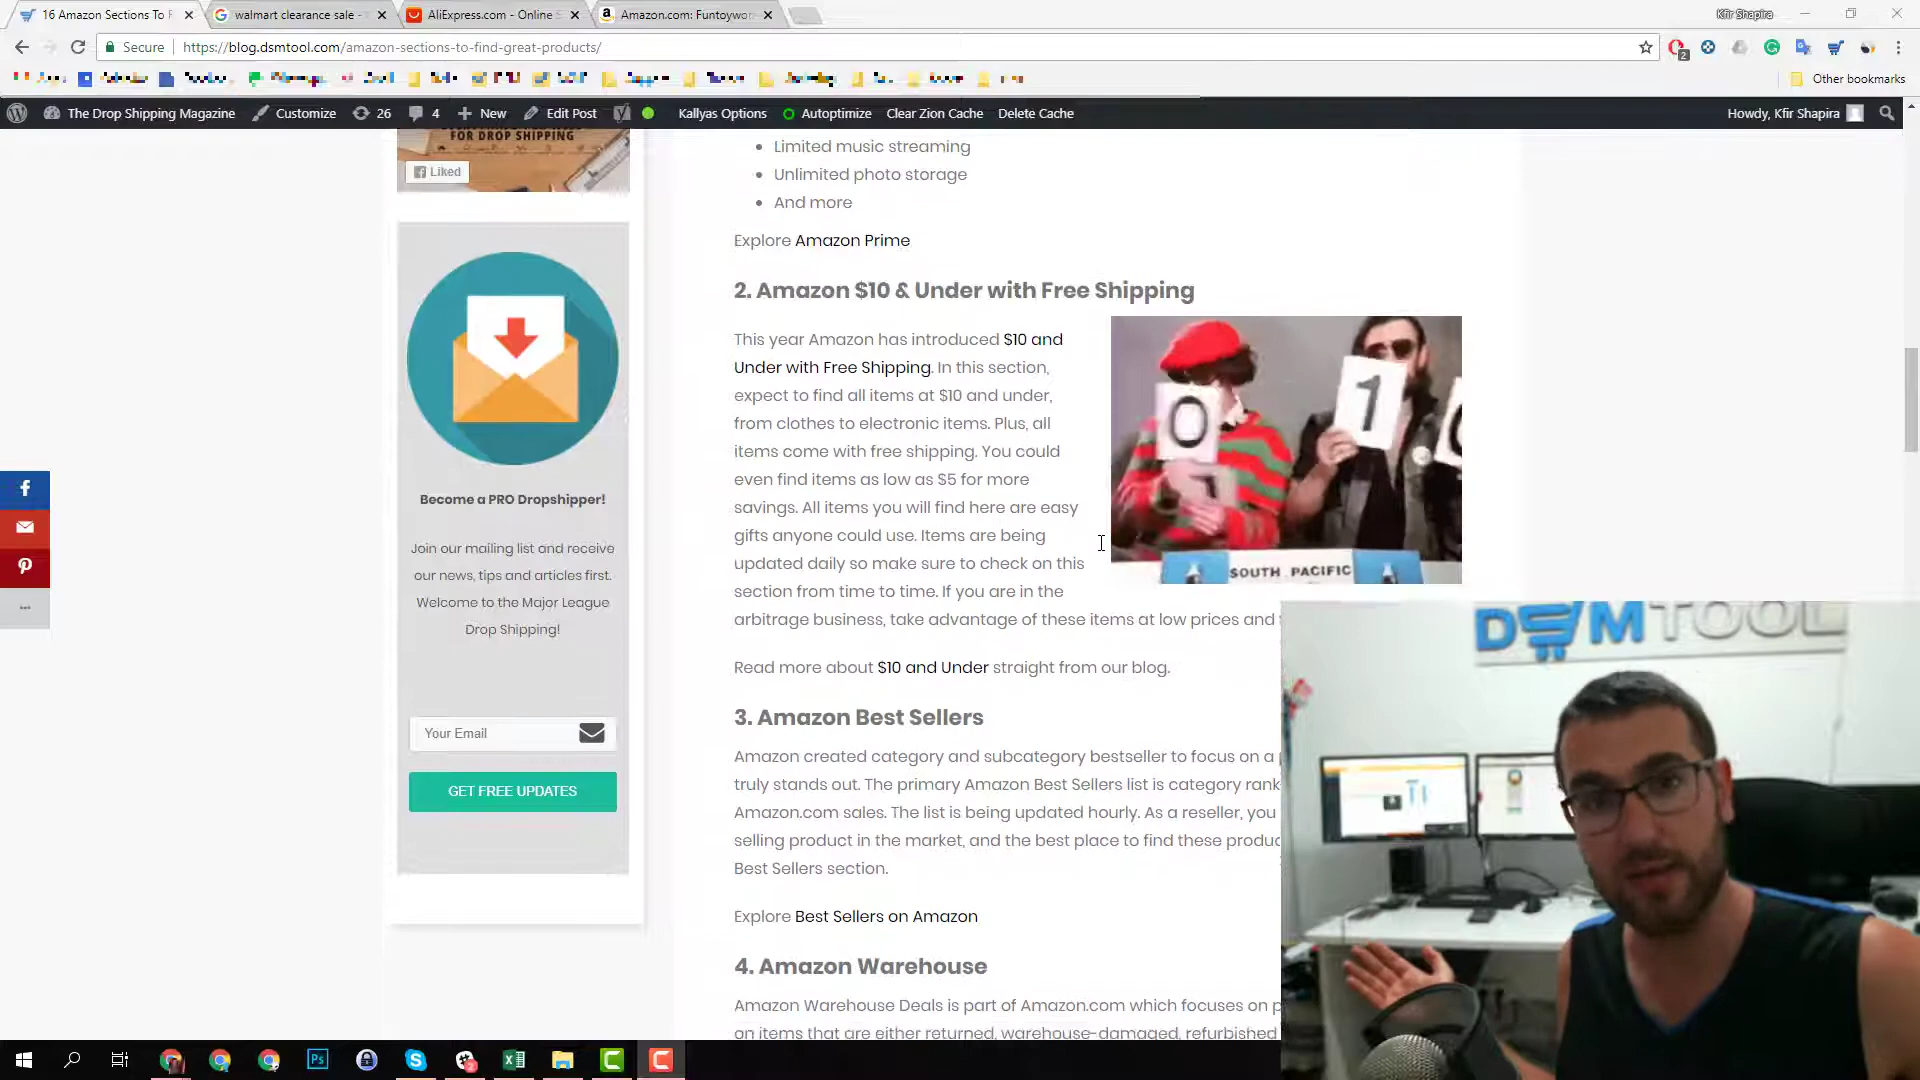 16 Amazon Sections To F
walmart clearance sale -
AliExpress.com - Online S
Amazon.com: Funtoywor
Kfir Shapira
Secure
https://blog.dsmtool.com/amazon-sections-to-find-great-products/
2
Other bookmarks
The Drop Shipping Magazine
Customize
26
4
New
Edit Post
Kallyas Options
Autoptimize
Clear Zion Cache
Delete Cache
Howdy, Kfir Shapira
FOR DROP SHIPPING
Liked
Become a PRO Dropshipper!
Join our mailing list and receive
our news, tips and articles first.
Welcome to the Major League
Drop Shipping!
Your Email
GET FREE UPDATES
Limited music streaming
Unlimited photo storage
And more
Explore Amazon Prime
2. Amazon $10 & Under with Free Shipping
This year Amazon has introduced $10 and
Under with Free Shipping. In this section,
expect to find all items at $10 and under,
from clothes to electronic items. Plus, all
items come with free shipping. You could
even find items as low as $5 for more
savings. All items you will find here are easy
gifts anyone could use. Items are being
updated daily so make sure to check on this
section from time to time. If you are in the
arbitrage business, take advantage of these items at low prices and
Read more about $10 and Under straight from our blog.
3. Amazon Best Sellers
Amazon created category and subcategory bestseller to focus on a
truly stands out. The primary Amazon Best Sellers list is category rank
Amazon.com sales. The list is being updated hourly. As a reseller, you
selling product in the market, and the best place to find these produc
Best Sellers section.
Explore Best Sellers on Amazon
4. Amazon Warehouse
Amazon Warehouse Deals is part of Amazon.com which focuses on p
on items that are either returned, warehouse-damaged, refurbished
0
1
SOUTH PACIFIC
DSM TOOL
Ps